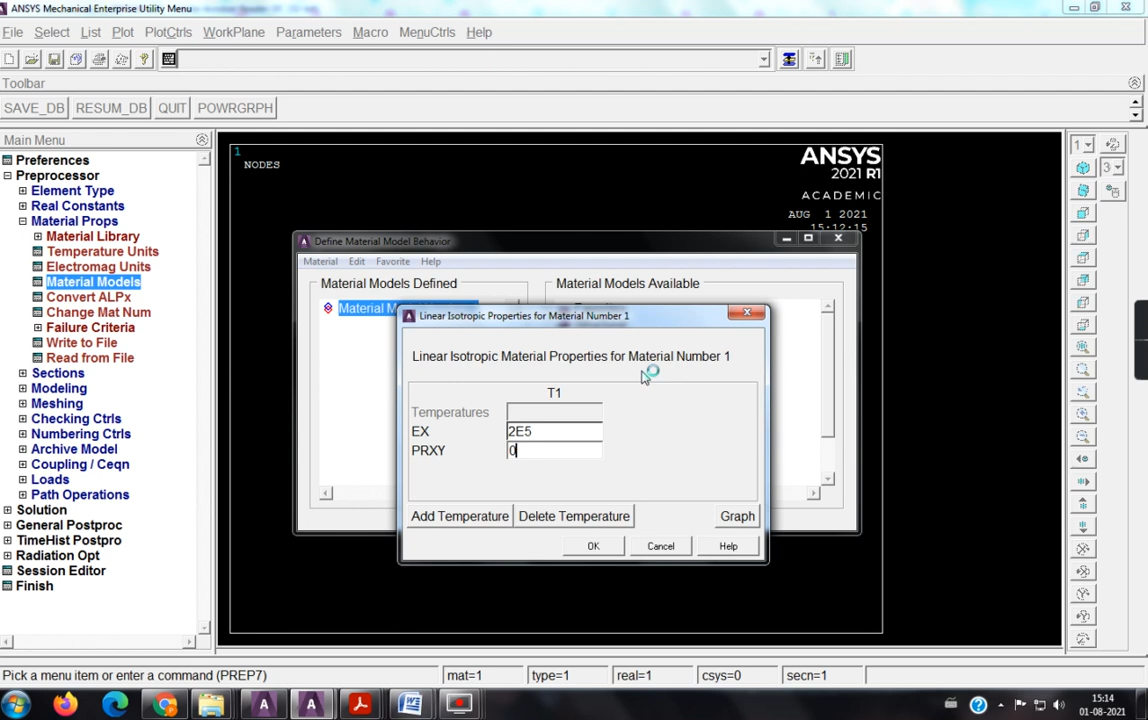 ANSYS Mechanical Enterprise Utility Menu
File Select List Plot PlotCtrls WorkPlane Parameters Macro MenuCtrls Help
Toolbar
SAVE_DB RESUM_DB QUIT POWRGRPH
Main Menu
Preferences
Preprocessor
Element Type
Real Constants
Material Props
Material Library
Temperature Units
Electromag Units
Material Models
Convert ALPx
Change Mat Num
Failure Criteria
Write to File
Read from File
Sections
Modeling
Meshing
Checking Ctrls
Numbering Ctrls
Archive Model
Coupling / Ceqn
Loads
Path Operations
Solution
General Postproc
TimeHist Postpro
Radiation Opt
Session Editor
Finish
1
NODES
ANSYS
2021 R1
ACADEMIC
AUG 1 2021
15:12:15
Define Material Model Behavior
Material Edit Favorite Help
Material Models Defined
Material Models Available
Material M
Linear Isotropic Properties for Material Number 1
Linear Isotropic Material Properties for Material Number 1
T1
Temperatures
EX 2E5
PRXY 0
Add Temperature Delete Temperature Graph
OK Cancel Help
1
3
Pick a menu item or enter a command (PREP7) mat=1 type=1 real=1 csys=0 secn=1
15:14
01-08-2021